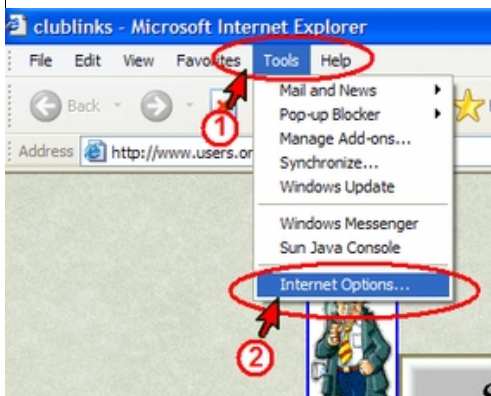 clublinks - Microsoft Internet Explorer
File Edit View Favorites Tools Help
Back
1
Address http://www.users.or
Mail and News
Pop-up Blocker
Manage Add-ons...
Synchronize...
Windows Update
Windows Messenger
Sun Java Console
Internet Options...
2